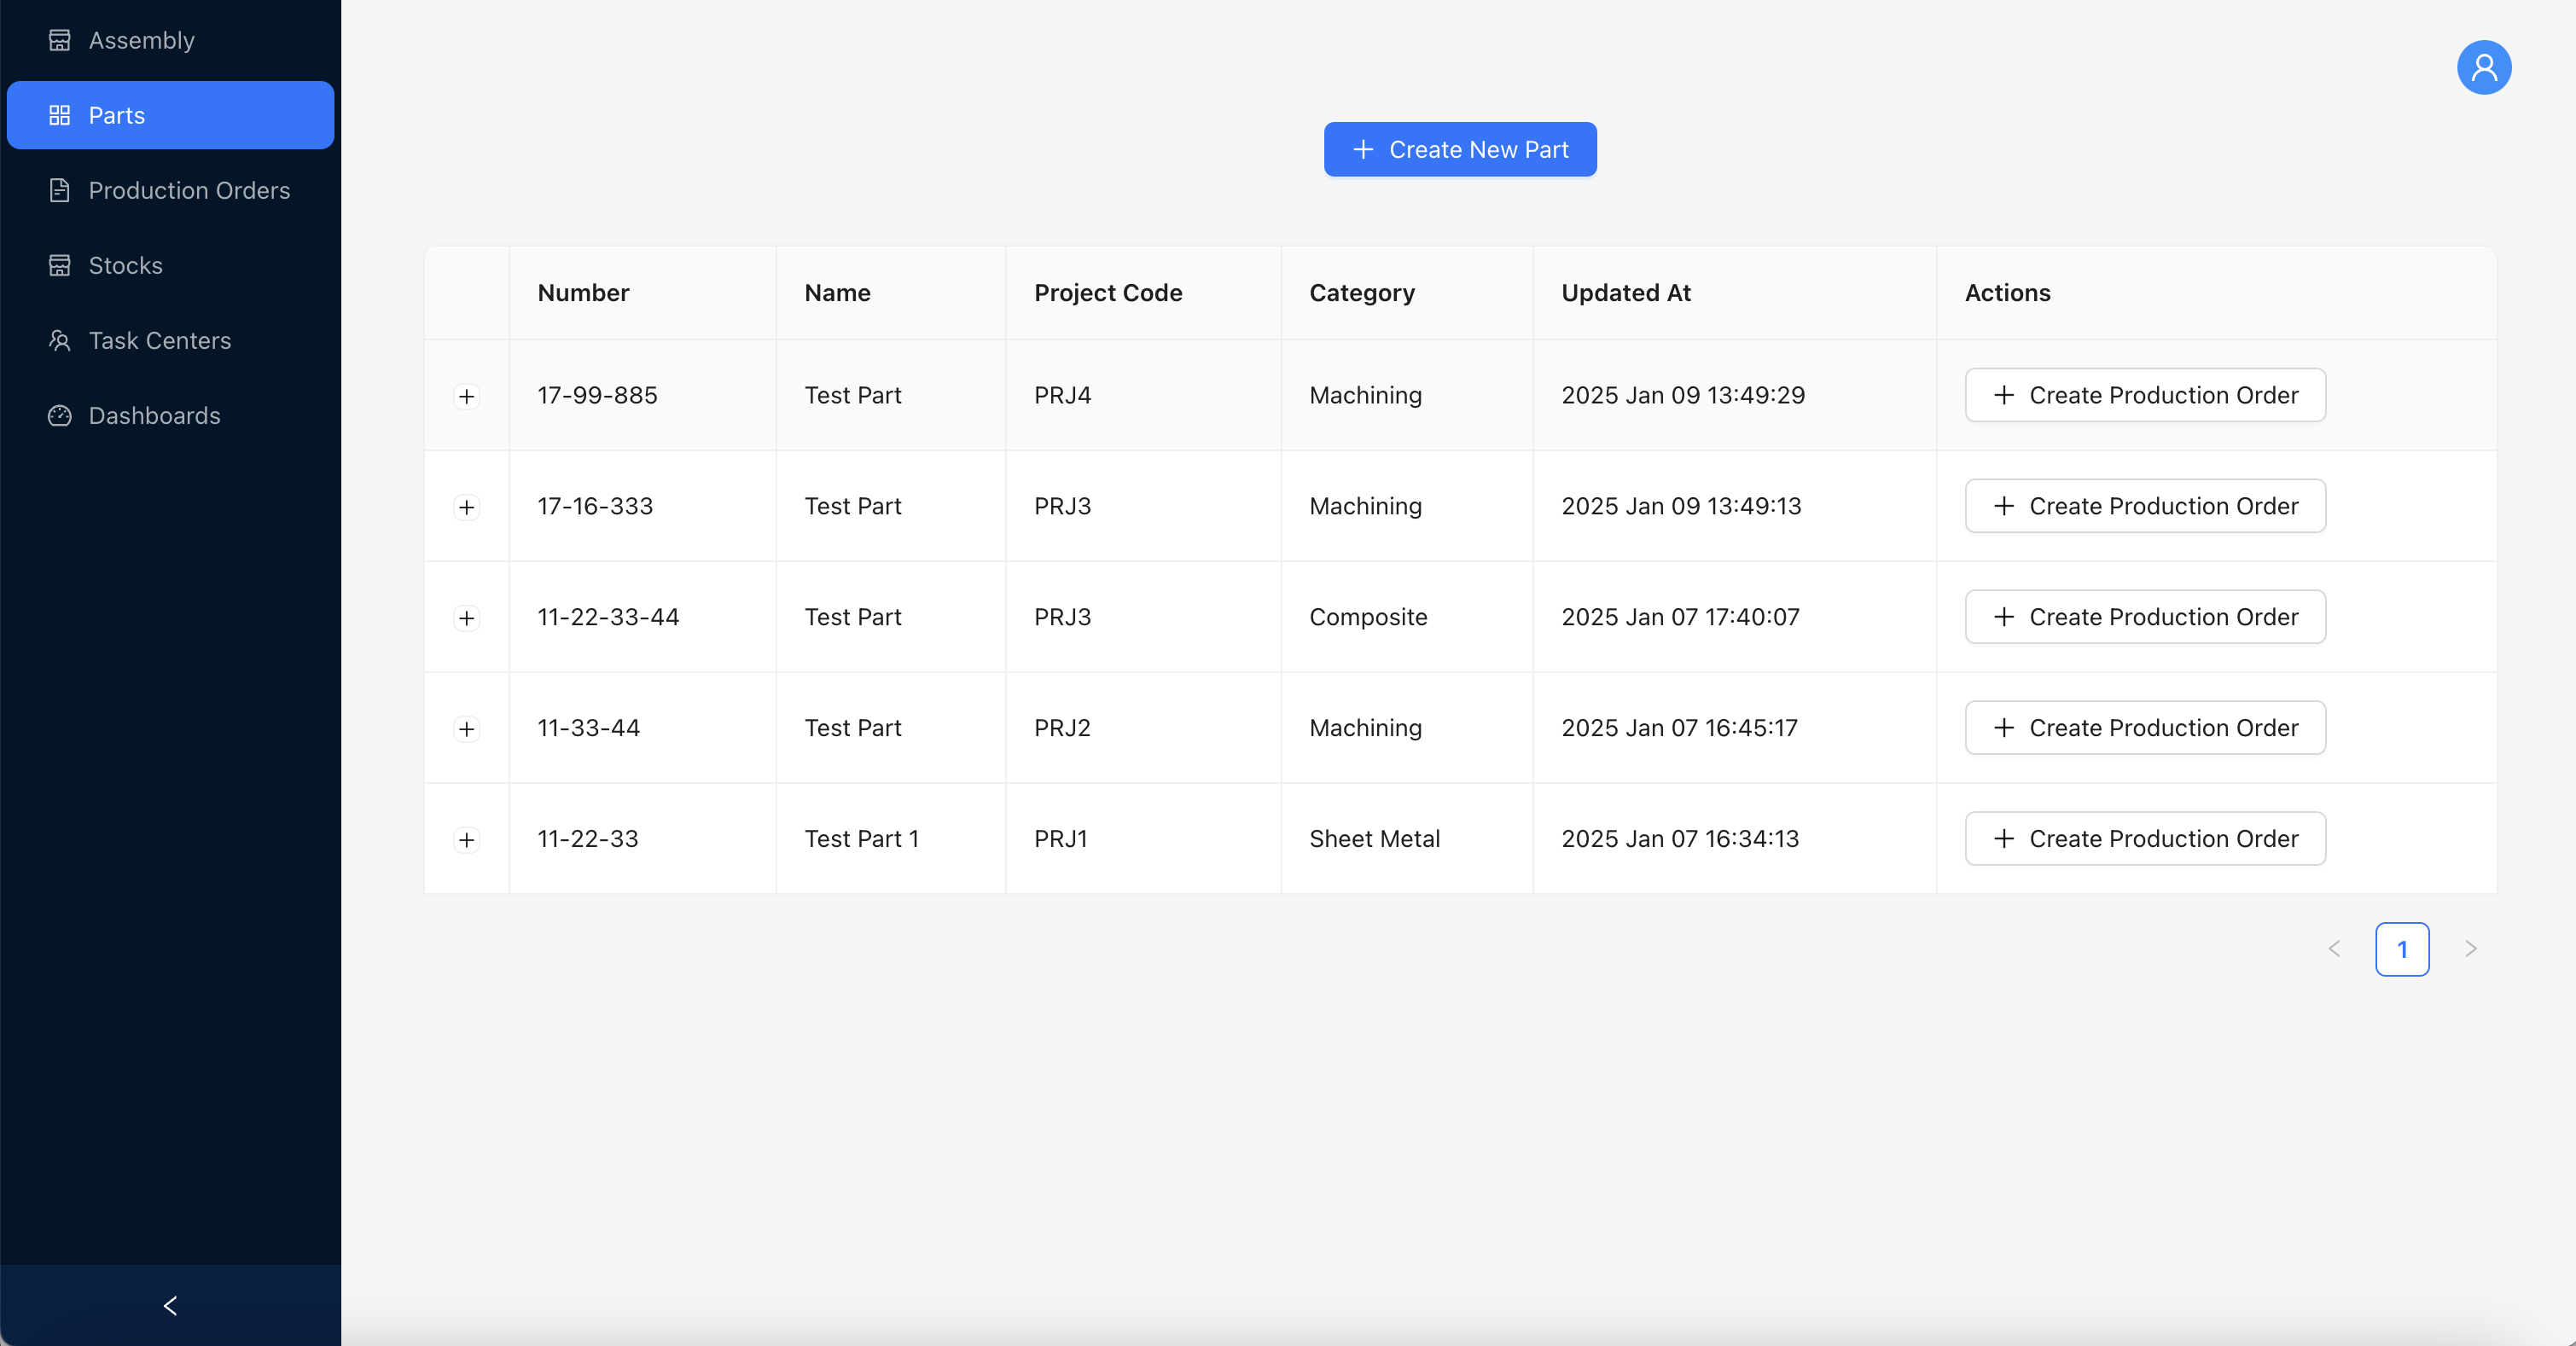 Assembly
Parts
Production Orders
Stocks
Task Centers
Dashboards
Create New Part
Number Name Project Code Category Updated At Actions
17-99-885 Test Part PRJ4 Machining 2025 Jan 09 13:49:29 Create Production Order
17-16-333 Test Part PRJ3 Machining 2025 Jan 09 13:49:13 Create Production Order
11-22-33-44 Test Part PRJ3 Composite 2025 Jan 07 17:40:07 Create Production Order
11-33-44 Test Part PRJ2 Machining 2025 Jan 07 16:45:17 Create Production Order
11-22-33 Test Part 1 PRJ1 Sheet Metal 2025 Jan 07 16:34:13 Create Production Order
1